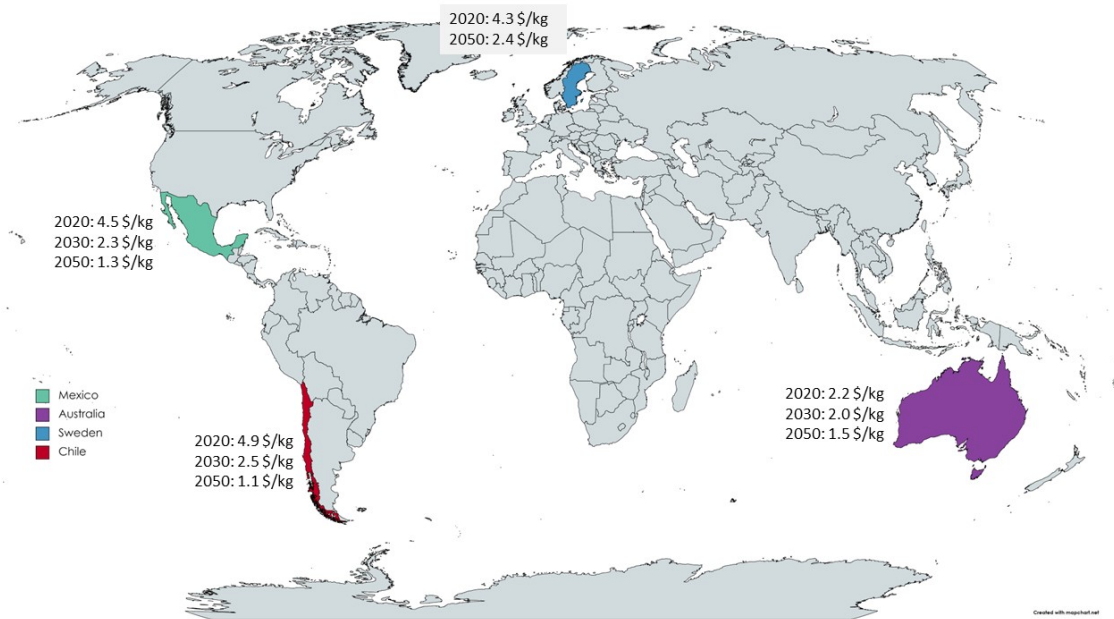 2020: 4.3 $/kg
2050: 2.4 $/kg
2020: 4.5 $/kg
2030: 2.3 $/kg
2050: 1.3 $/kg
Mexico
Australia
Sweden
Chile
2020: 4.9 $/kg
2030: 2.5 $/kg
2050: 1.1 $/kg
2020: 2.2 $/kg
2030: 2.0 $/kg
2050: 1.5 $/kg
Created with mapchart.net